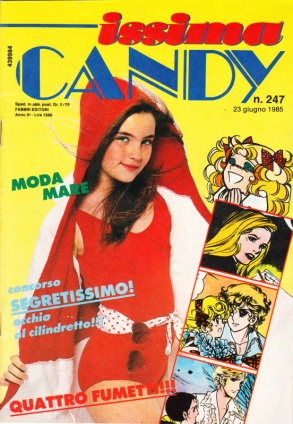 issima
CANDY
439984
Sped. in abb. post. Gr. II/70
FABBRI EDITORI
Anno 6° - Lire 1500
n. 247
23 giugno 1985
MODA
MARE
concorso
SEGRETISSIMO!
occhio
al cilindretto!!!
QUATTRO FUMETTI!!!